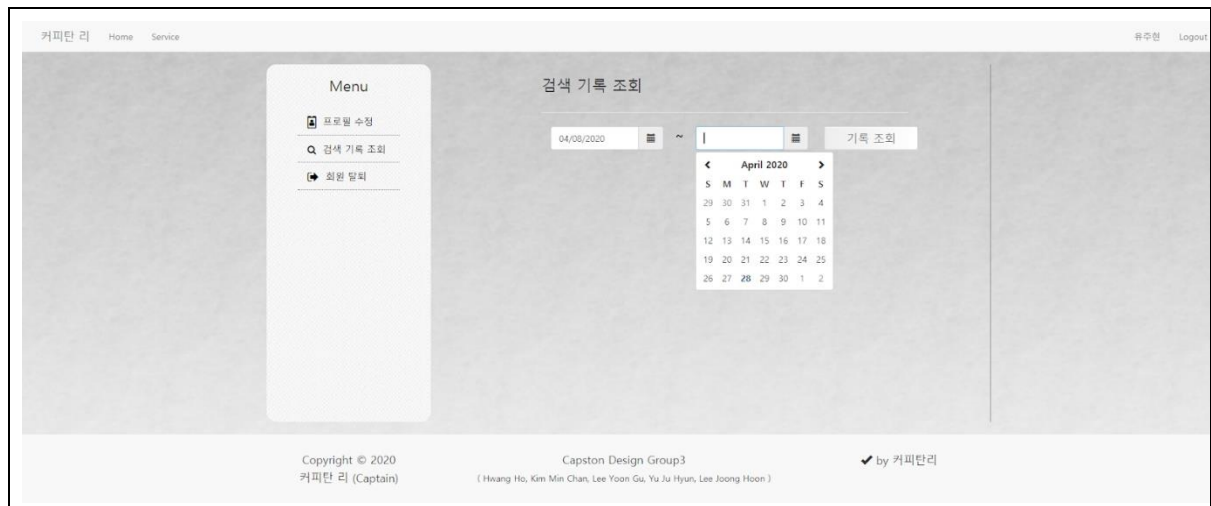 커피탄 리 Home Service 유주현 Logout
Menu
프로필 수정
검색 기록 조회
회원 탈퇴
검색 기록 조회
04/08/2020 ~ 기록 조회
April 2020
S M T W T F S
29 30 31 1 2 3 4
5 6 7 8 9 10 11
12 13 14 15 16 17 18
19 20 21 22 23 24 25
26 27 28 29 30 1 2
Copyright © 2020
커피탄 리 (Captain)
Capston Design Group3
( Hwang Ho, Kim Min Chan, Lee Yoon Gu, Yu Ju Hyun, Lee Joong Hoon )
✔ by 커피탄리